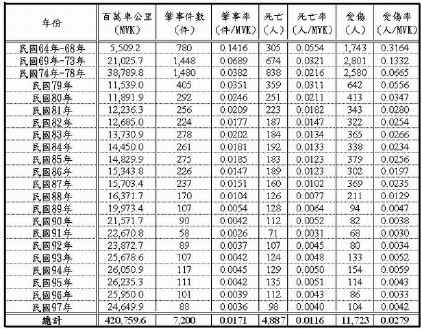 年份 百萬車公里(MVK) 肇事件數(件) 肇事率(件/MVK) 死亡(人) 死亡率(人/MVK) 受傷(人) 受傷率(人/MVK)
民國64年-68年 5,509.2 780 0.1416 305 0.0554 1,743 0.3164
民國69年-73年 21,025.7 1,448 0.0689 674 0.0321 2,801 0.1332
民國74年-78年 38,789.8 1,480 0.0382 838 0.0216 2,580 0.0665
民國79年 11,539.0 405 0.0351 359 0.0311 642 0.0556
民國80年 11,891.9 292 0.0246 251 0.0211 413 0.0347
民國81年 12,236.3 256 0.0209 223 0.0182 343 0.0280
民國82年 12,685.0 224 0.0177 187 0.0147 322 0.0254
民國83年 13,730.9 278 0.0202 184 0.0134 365 0.0266
民國84年 14,450.0 261 0.0181 192 0.0133 338 0.0234
民國85年 14,829.9 275 0.0185 183 0.0123 379 0.0256
民國86年 15,343.8 226 0.0147 189 0.0123 302 0.0197
民國87年 15,703.4 237 0.0151 160 0.0102 369 0.0235
民國88年 16,371.7 170 0.0104 126 0.0077 211 0.0129
民國89年 19,973.4 107 0.0054 128 0.0064 94 0.0047
民國90年 21,571.7 90 0.0042 112 0.0052 82 0.0038
民國91年 22,670.8 58 0.0026 71 0.0031 68 0.0030
民國92年 23,872.7 89 0.0037 107 0.0045 80 0.0034
民國93年 25,678.6 107 0.0042 124 0.0048 133 0.0052
民國94年 26,050.9 117 0.0045 129 0.0050 154 0.0059
民國95年 26,235.3 111 0.0042 135 0.0051 114 0.0043
民國96年 25,950.0 101 0.0039 112 0.0043 86 0.0033
民國97年 24,649.9 88 0.0036 98 0.0040 104 0.0042
總計 420,759.6 7,200 0.0171 4,887 0.0116 11,723 0.0279